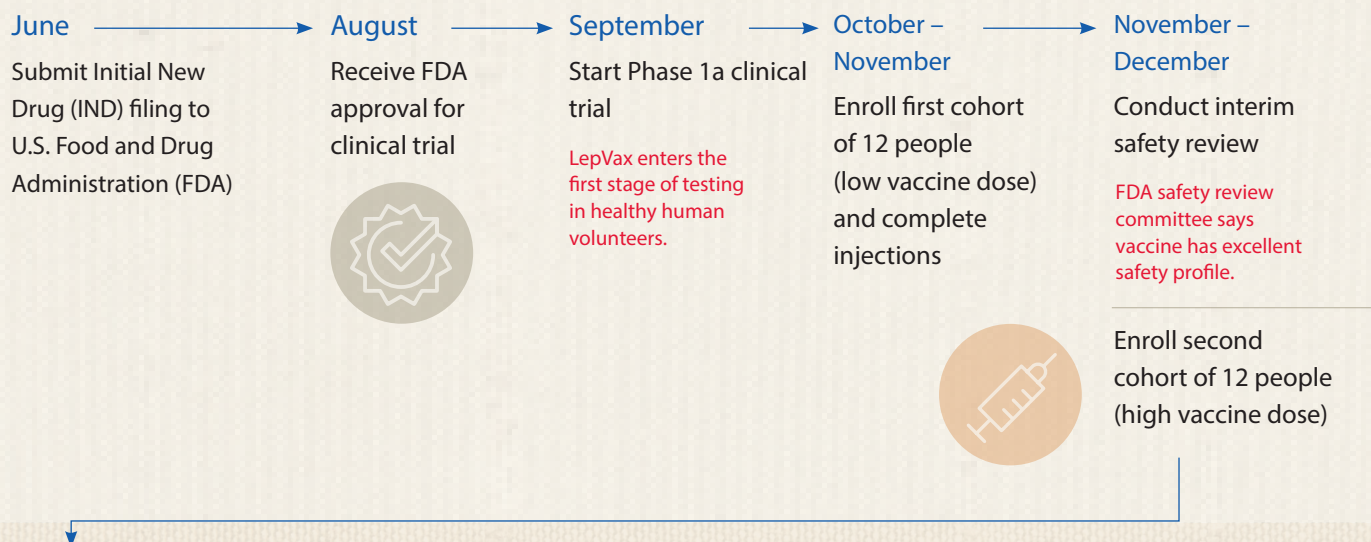 June
Submit Initial New
Drug (IND) filing to
U.S. Food and Drug
Administration (FDA)
August
Receive FDA
approval for
clinical trial
September
Start Phase 1a clinical
trial
LepVax enters the
first stage of testing
in healthy human
volunteers.
October –
November
Enroll first cohort
of 12 people
(low vaccine dose)
and complete
injections
November –
December
Conduct interim
safety review
FDA safety review
committee says
vaccine has excellent
safety profile.
Enroll second
cohort of 12 people
(high vaccine dose)